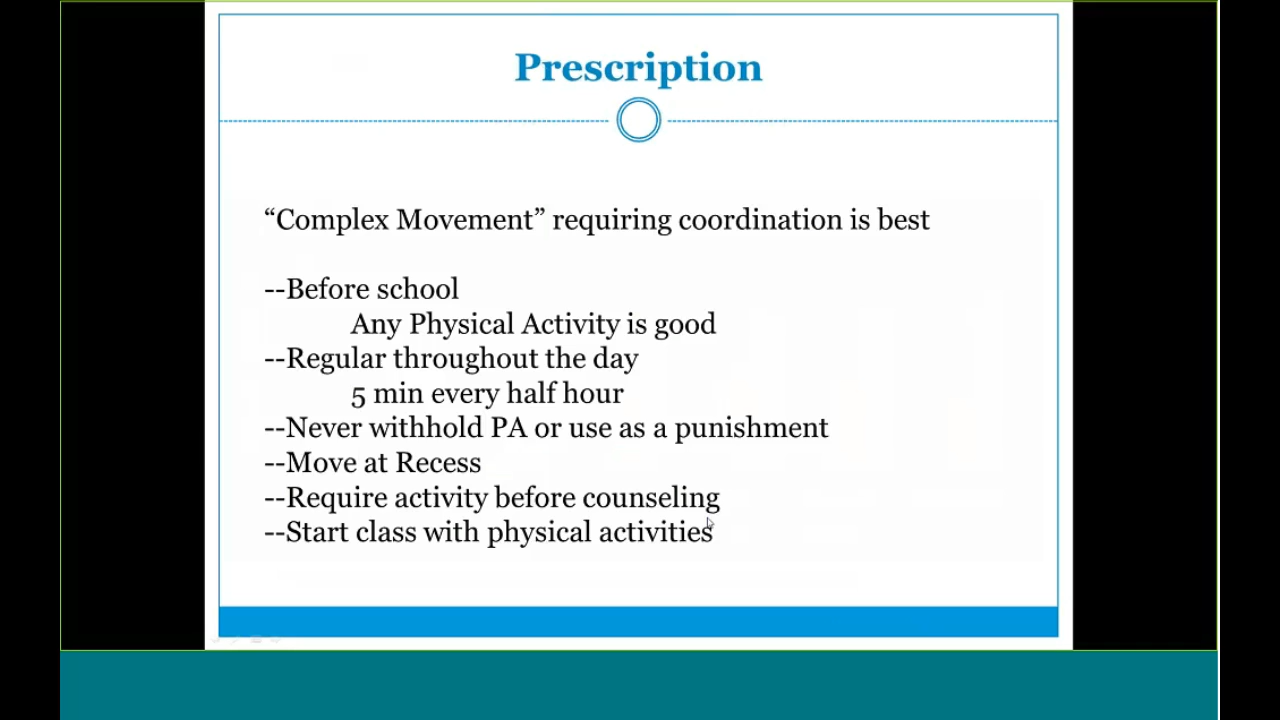 Prescription
“Complex Movement” requiring coordination is best
--Before school
Any Physical Activity is good
--Regular throughout the day
5 min every half hour
--Never withhold PA or use as a punishment
--Move at Recess
--Require activity before counseling
--Start class with physical activities